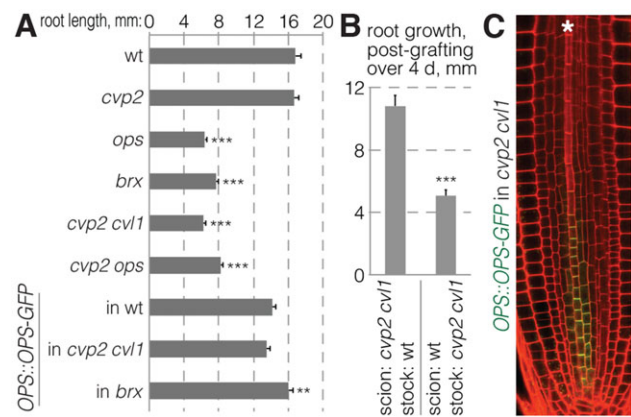 A
root length, mm: 0 4 8 12 16 20
wt
cvp2
ops
***
brx
***
cvp2 cvl1
***
cvp2 ops
***
OPS::OPS-GFP
in wt
in cvp2 cvl1
in brx
**
B
root growth,
post-grafting
over 4 d, mm
12
8
***
4
0
scion: cvp2 cvl1
stock: wt
scion: wt
stock: cvp2 cvl1
C
*
OPS::OPS-GFP in cvp2 cvl1